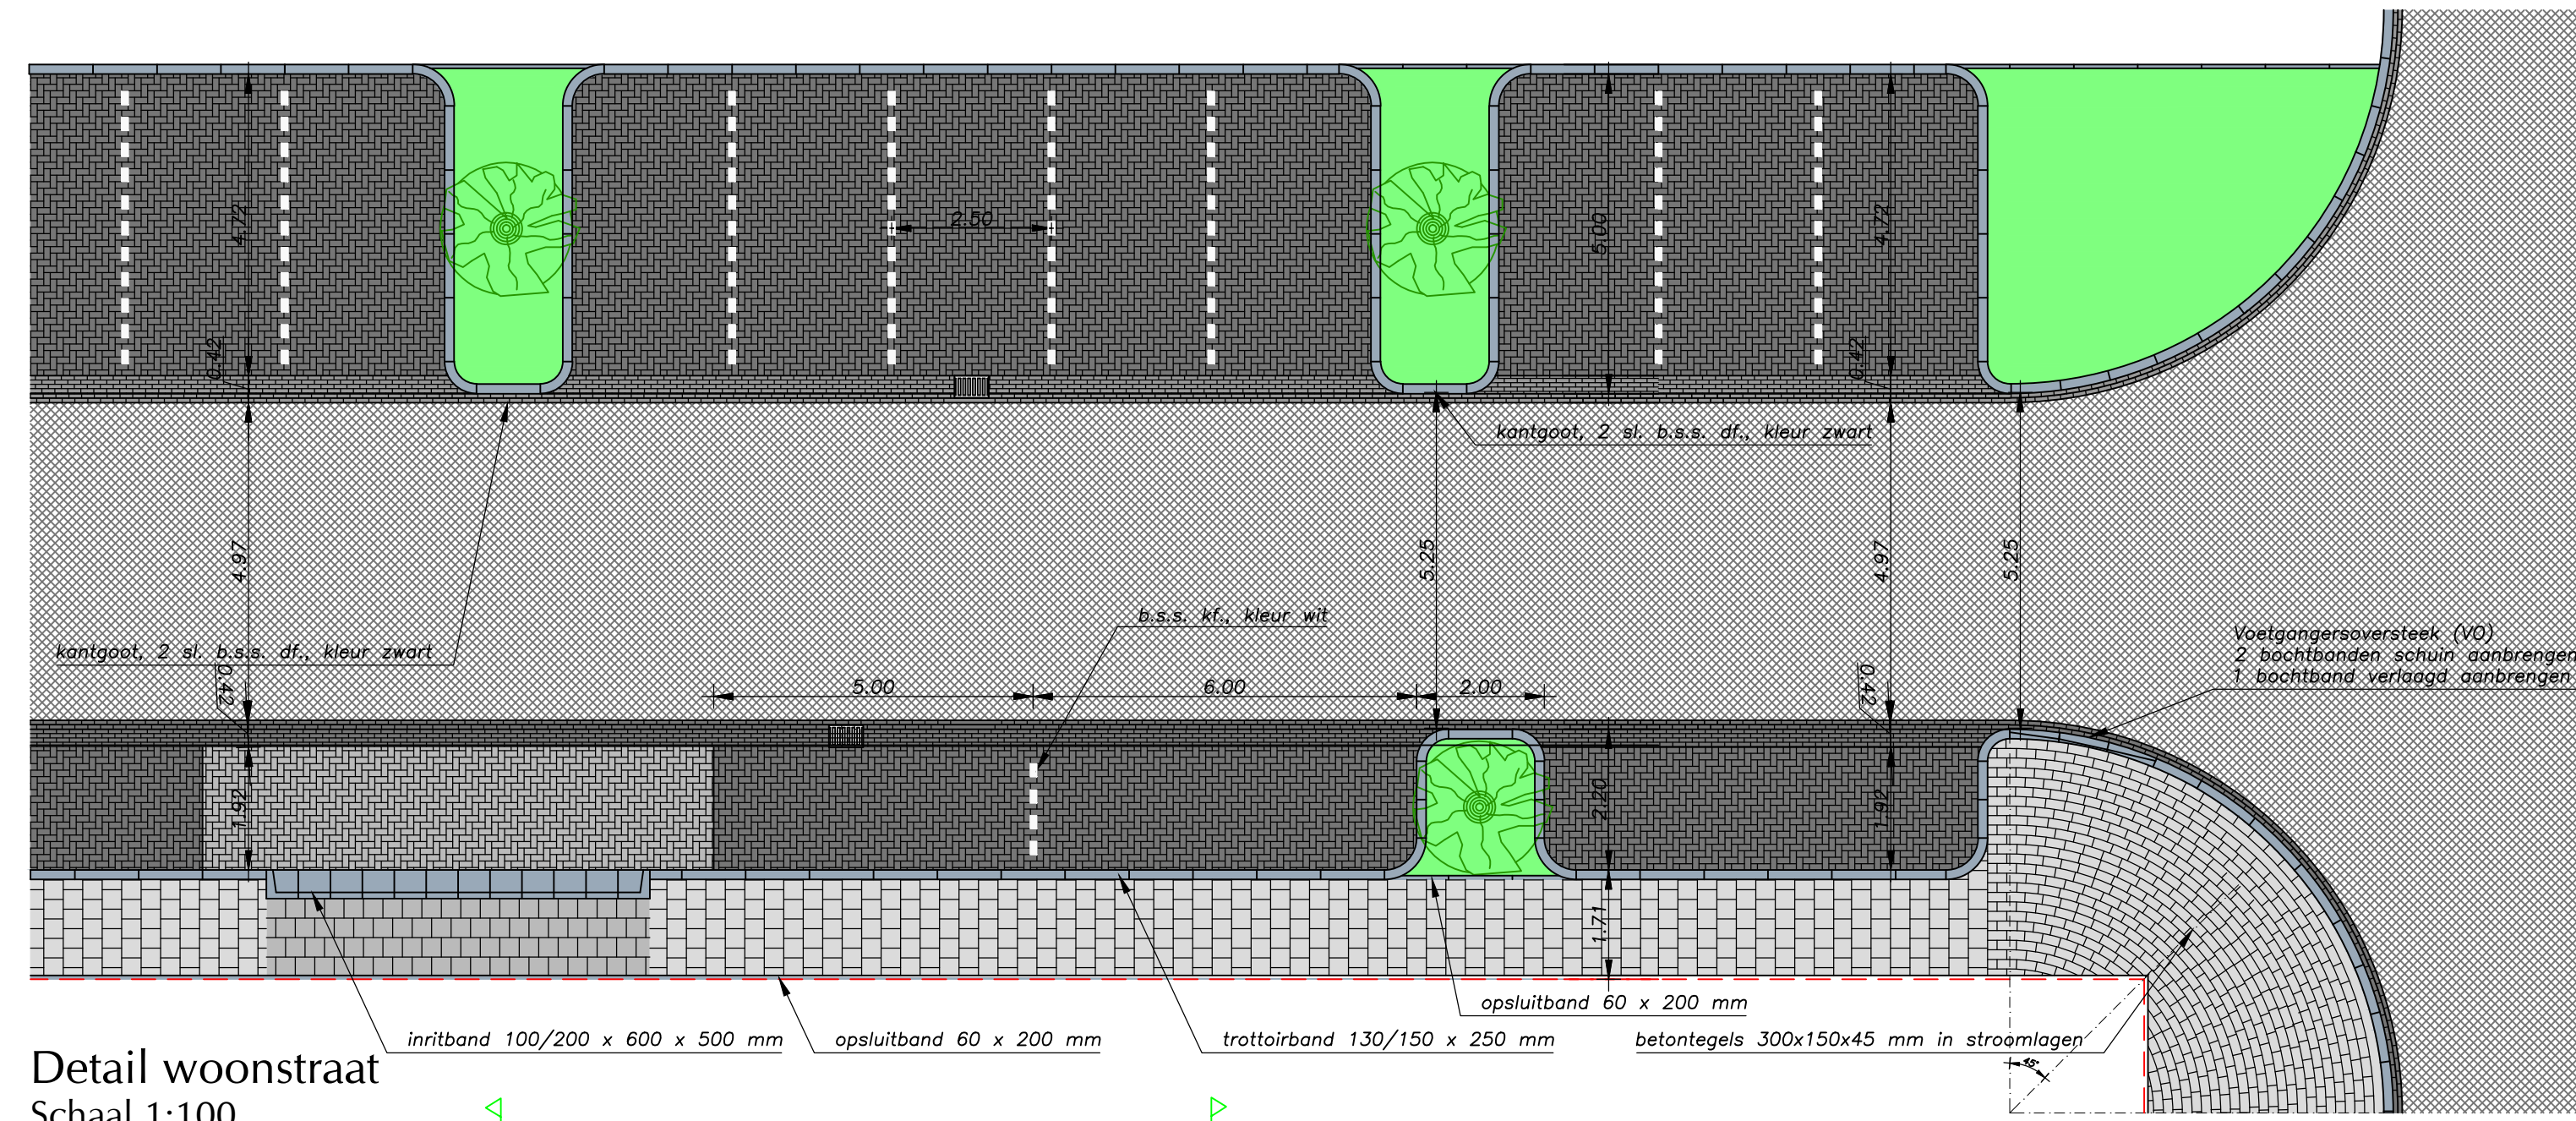 4.72
0.42
2.50
5.00
4.72
0.42
kantgoot, 2 sl. b.s.s. df., kleur zwart
4.97
5.25
4.97
5.25
b.s.s. kf., kleur wit
kantgoot, 2 sl. b.s.s. df., kleur zwart
0.42
5.00
6.00
2.00
0.42
Voetgangersoversteek (VO)
2 bochtbanden schuin aanbrengen
1 bochtband verlaagd aanbrengen
1.92
2.20
1.92
1.71
opsluitband 60 x 200 mm
inritband 100/200 x 600 x 500 mm
opsluitband 60 x 200 mm
trottoirband 130/150 x 250 mm
betontegels 300x150x45 mm in stroomlagen
45°
Detail woonstraat
Schaal 1:100